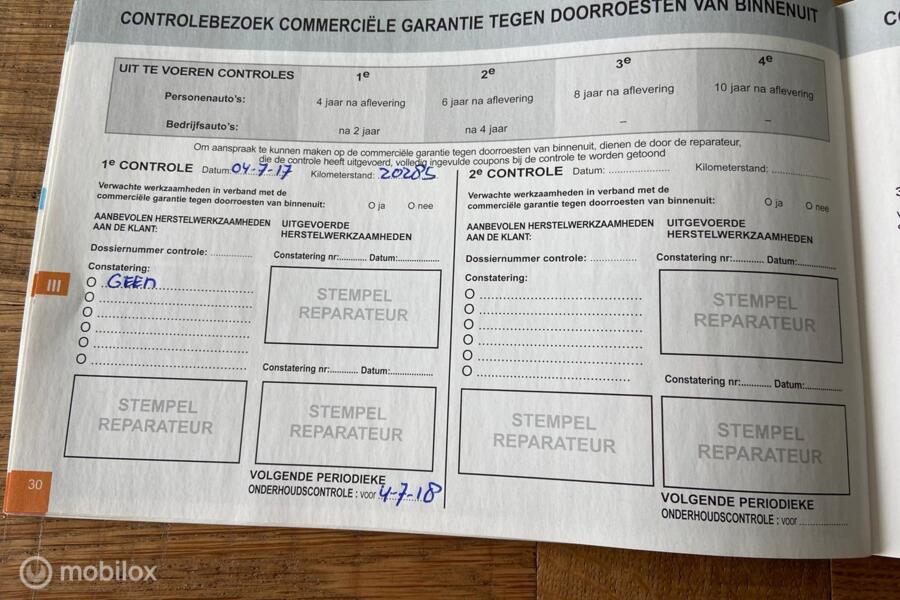 CONTROLEBEZOEK COMMERCIËLE GARANTIE TEGEN DOORROESTEN VAN BINNENUIT
UIT TE VOEREN CONTROLES 1e 2e 3e 4e
Personenauto's: 4 jaar na aflevering 6 jaar na aflevering 8 jaar na aflevering 10 jaar na aflevering
Bedrijfsauto's: na 2 jaar na 4 jaar – –
Om aanspraak te kunnen maken op de commerciële garantie tegen doorroesten van binnenuit, dienen de door de reparateur,
die de controle heeft uitgevoerd, volledig ingevulde coupons bij de controle te worden getoond
1e CONTROLE Datum: 04-7-17 Kilometerstand: 20285
Verwachte werkzaamheden in verband met de
commerciële garantie tegen doorroesten van binnenuit: O ja O nee
AANBEVOLEN HERSTELWERKZAAMHEDEN
AAN DE KLANT:
UITGEVOERDE
HERSTELWERKZAAMHEDEN
Dossiernummer controle: ..............
Constatering nr:........... Datum:..............
Constatering:
GEEN
STEMPEL
REPARATEUR
Constatering nr:........... Datum:..............
STEMPEL
REPARATEUR
STEMPEL
REPARATEUR
VOLGENDE PERIODIEKE
ONDERHOUDSCONTROLE : voor 4-7-18
2e CONTROLE Datum: .................. Kilometerstand: ..................
Verwachte werkzaamheden in verband met de
commerciële garantie tegen doorroesten van binnenuit: O ja O nee
AANBEVOLEN HERSTELWERKZAAMHEDEN
AAN DE KLANT:
UITGEVOERDE
HERSTELWERKZAAMHEDEN
Dossiernummer controle: ..............
Constatering nr:........... Datum:..............
Constatering:
STEMPEL
REPARATEUR
Constatering nr:........... Datum:..............
STEMPEL
REPARATEUR
STEMPEL
REPARATEUR
VOLGENDE PERIODIEKE
ONDERHOUDSCONTROLE : voor ..............
III
30
mobilox